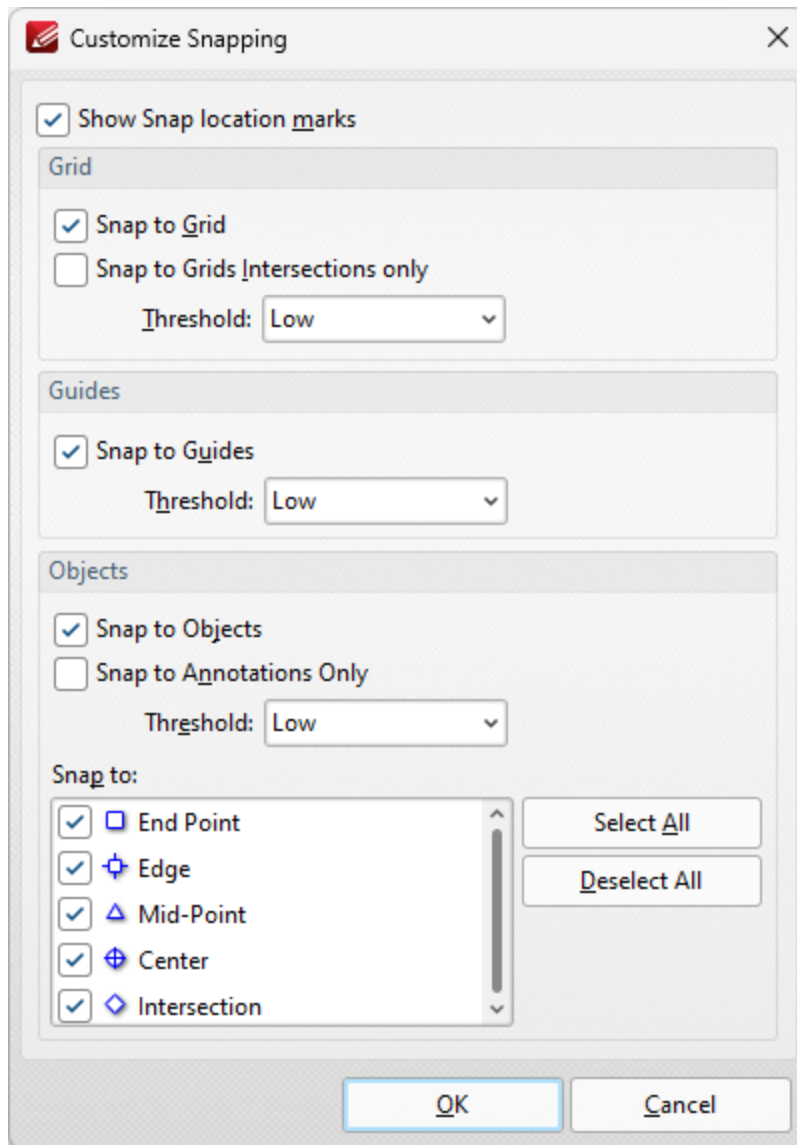 Customize Snapping
Show Snap location marks
Grid
Snap to Grid
Snap to Grids Intersections only
Threshold: Low
Guides
Snap to Guides
Threshold: Low
Objects
Snap to Objects
Snap to Annotations Only
Threshold: Low
Snap to:
End Point
Edge
Mid-Point
Center
Intersection
Select All
Deselect All
OK
Cancel